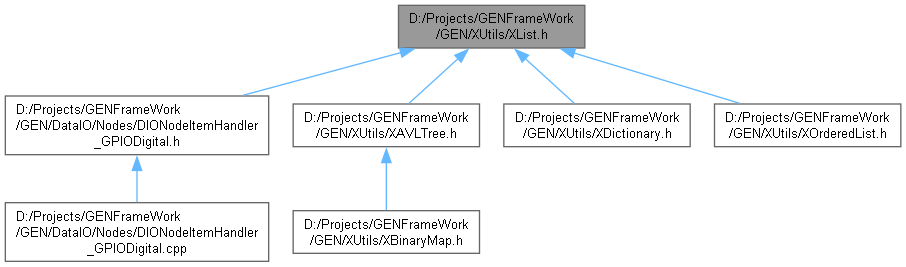 D:/Projects/GENFrameWork
/GEN/XUtils/XList.h
D:/Projects/GENFrameWork
/GEN/DataIO/Nodes/DIONodeItemHandler
_GPIODigital.h
D:/Projects/GENFrameWork
/GEN/XUtils/XAVLTree.h
D:/Projects/GENFrameWork
/GEN/XUtils/XDictionary.h
D:/Projects/GENFrameWork
/GEN/XUtils/XOrderedList.h
D:/Projects/GENFrameWork
/GEN/DataIO/Nodes/DIONodeItemHandler
_GPIODigital.cpp
D:/Projects/GENFrameWork
/GEN/XUtils/XBinaryMap.h